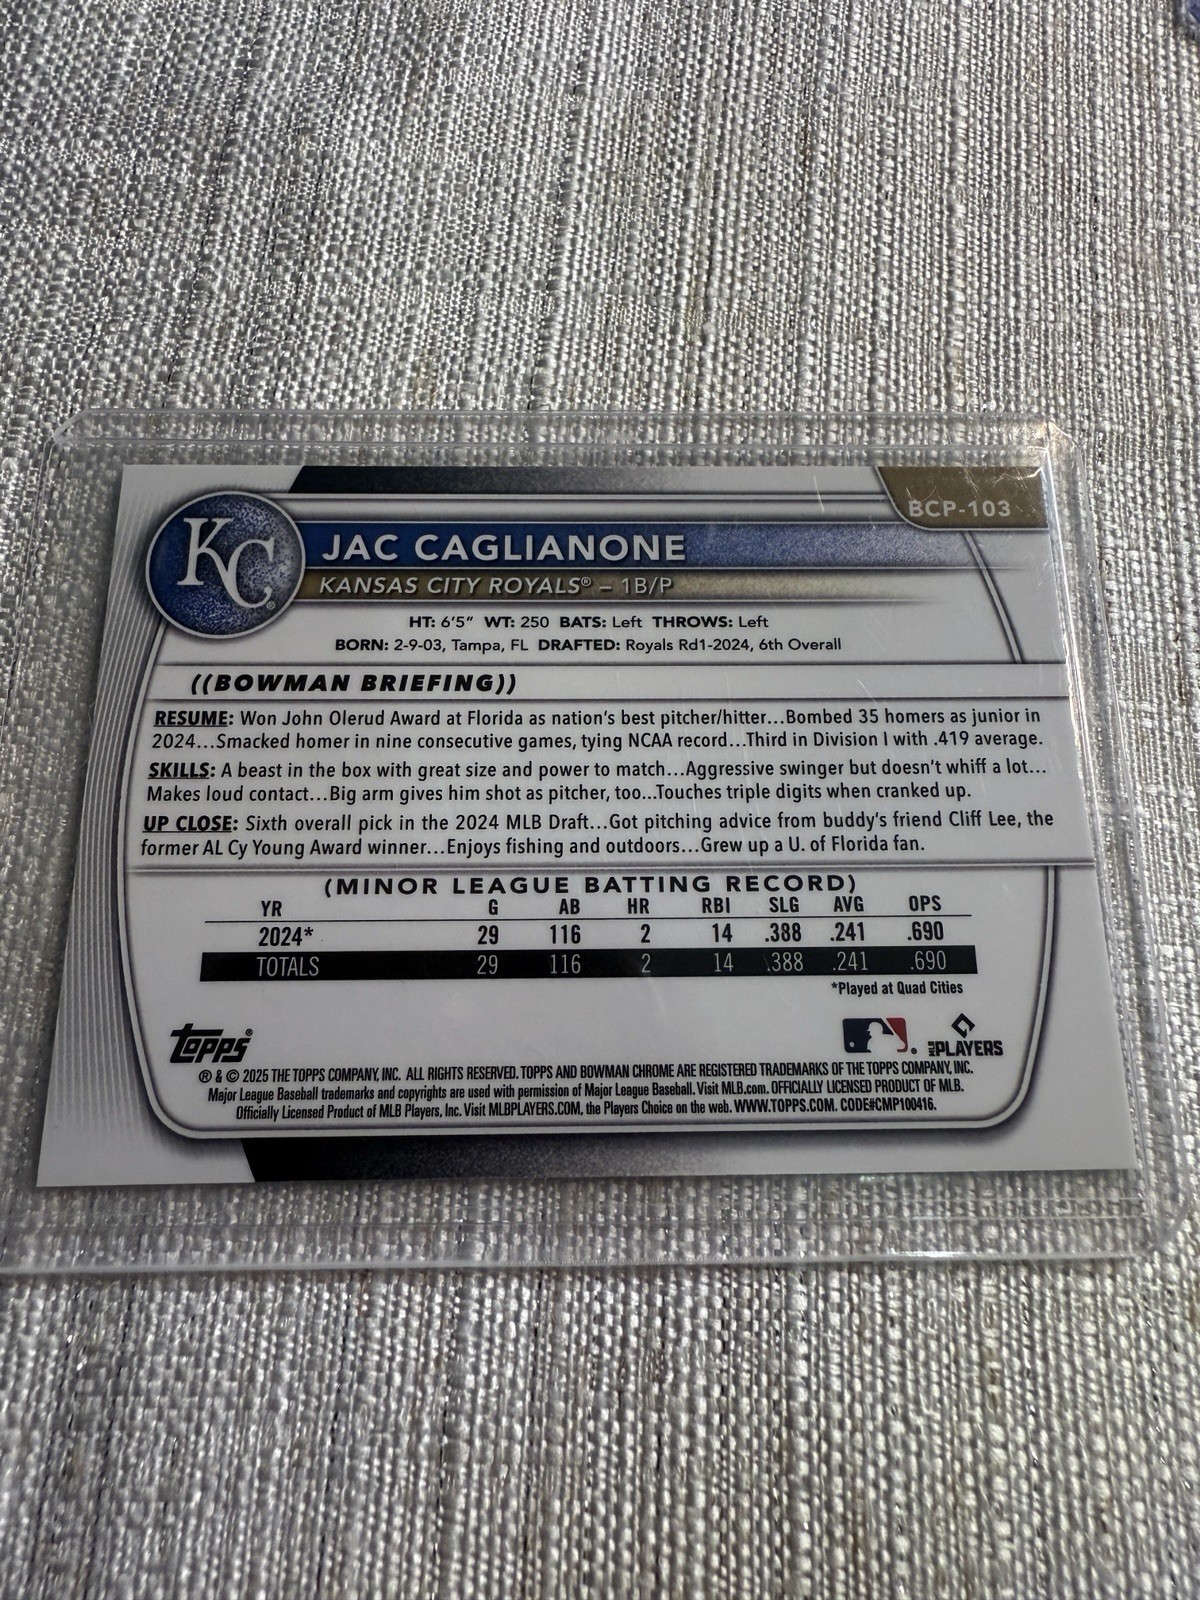 BCP-103
KC®
JAC CAGLIANONE
KANSAS CITY ROYALS® – 1B/P
HT: 6'5" WT: 250 BATS: Left THROWS: Left
BORN: 2-9-03, Tampa, FL DRAFTED: Royals Rd1-2024, 6th Overall
((BOWMAN BRIEFING))
RESUME: Won John Olerud Award at Florida as nation's best pitcher/hitter...Bombed 35 homers as junior in
2024...Smacked homer in nine consecutive games, tying NCAA record...Third in Division I with .419 average.
SKILLS: A beast in the box with great size and power to match...Aggressive swinger but doesn't whiff a lot...
Makes loud contact...Big arm gives him shot as pitcher, too...Touches triple digits when cranked up.
UP CLOSE: Sixth overall pick in the 2024 MLB Draft...Got pitching advice from buddy's friend Cliff Lee, the
former AL Cy Young Award winner...Enjoys fishing and outdoors...Grew up a U. of Florida fan.
(MINOR LEAGUE BATTING RECORD)
YR G AB HR RBI SLG AVG OPS
2024* 29 116 2 14 .388 .241 .690
TOTALS 29 116 2 14 .388 .241 .690
*Played at Quad Cities
Topps® MLB PLAYERS
® & © 2025 THE TOPPS COMPANY, INC. ALL RIGHTS RESERVED. TOPPS AND BOWMAN CHROME ARE REGISTERED TRADEMARKS OF THE TOPPS COMPANY, INC.
Major League Baseball trademarks and copyrights are used with permission of Major League Baseball. Visit MLB.com. OFFICIALLY LICENSED PRODUCT OF MLB.
Officially Licensed Product of MLB Players, Inc. Visit MLBPLAYERS.COM, the Players Choice on the web. WWW.TOPPS.COM. CODE#CMP100416.